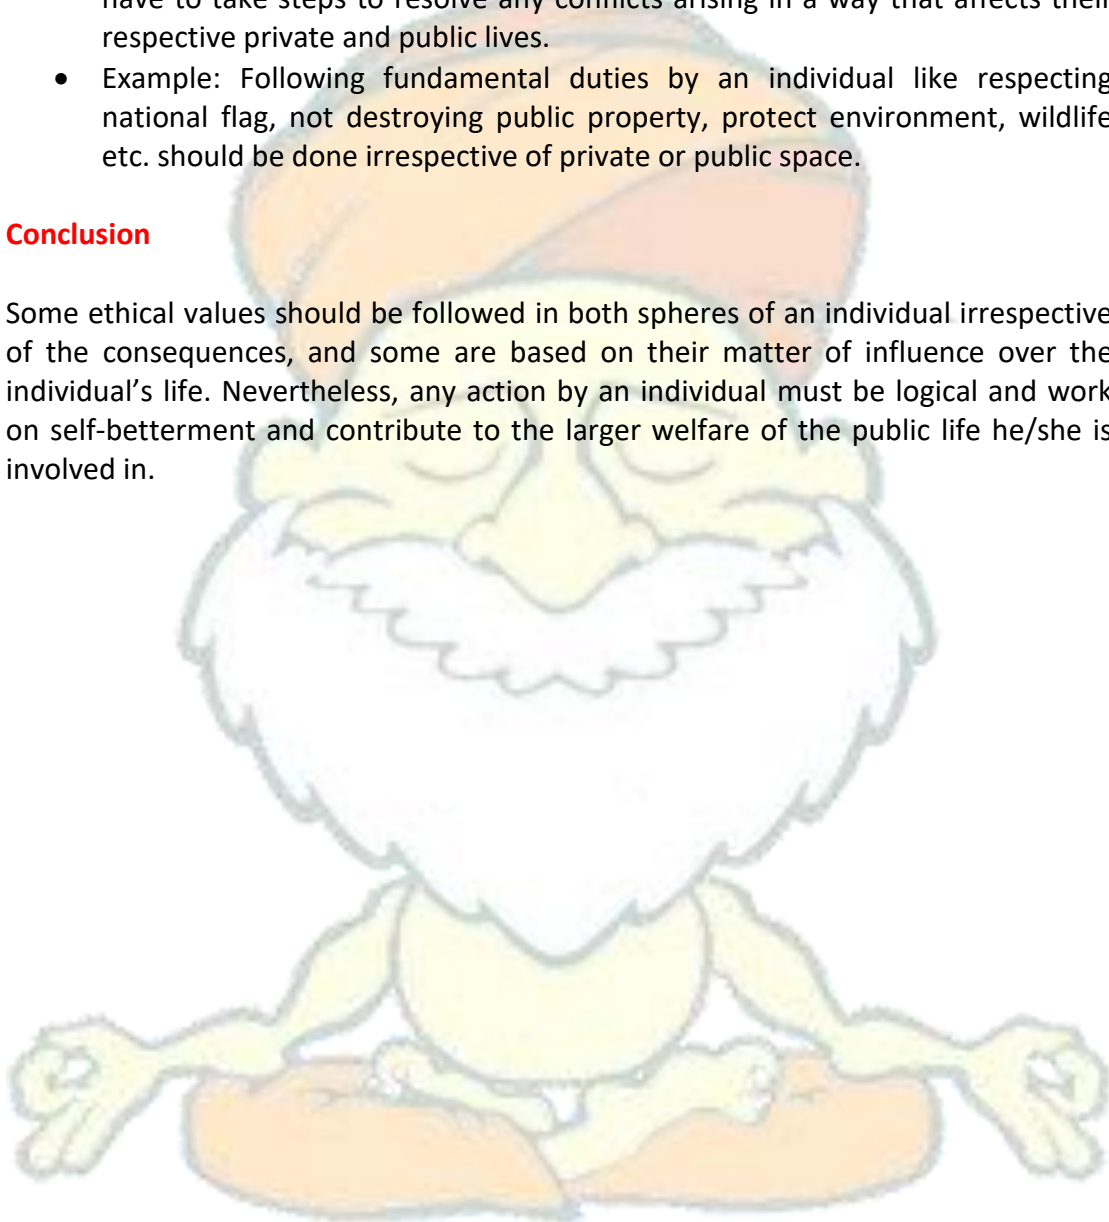 have to take steps to resolve any conflicts arising in a way that affects their
respective private and public lives.
• Example: Following fundamental duties by an individual like respecting
national flag, not destroying public property, protect environment, wildlife
etc. should be done irrespective of private or public space.
Conclusion
Some ethical values should be followed in both spheres of an individual irrespective
of the consequences, and some are based on their matter of influence over the
individual’s life. Nevertheless, any action by an individual must be logical and work
on self-betterment and contribute to the larger welfare of the public life he/she is
involved in.